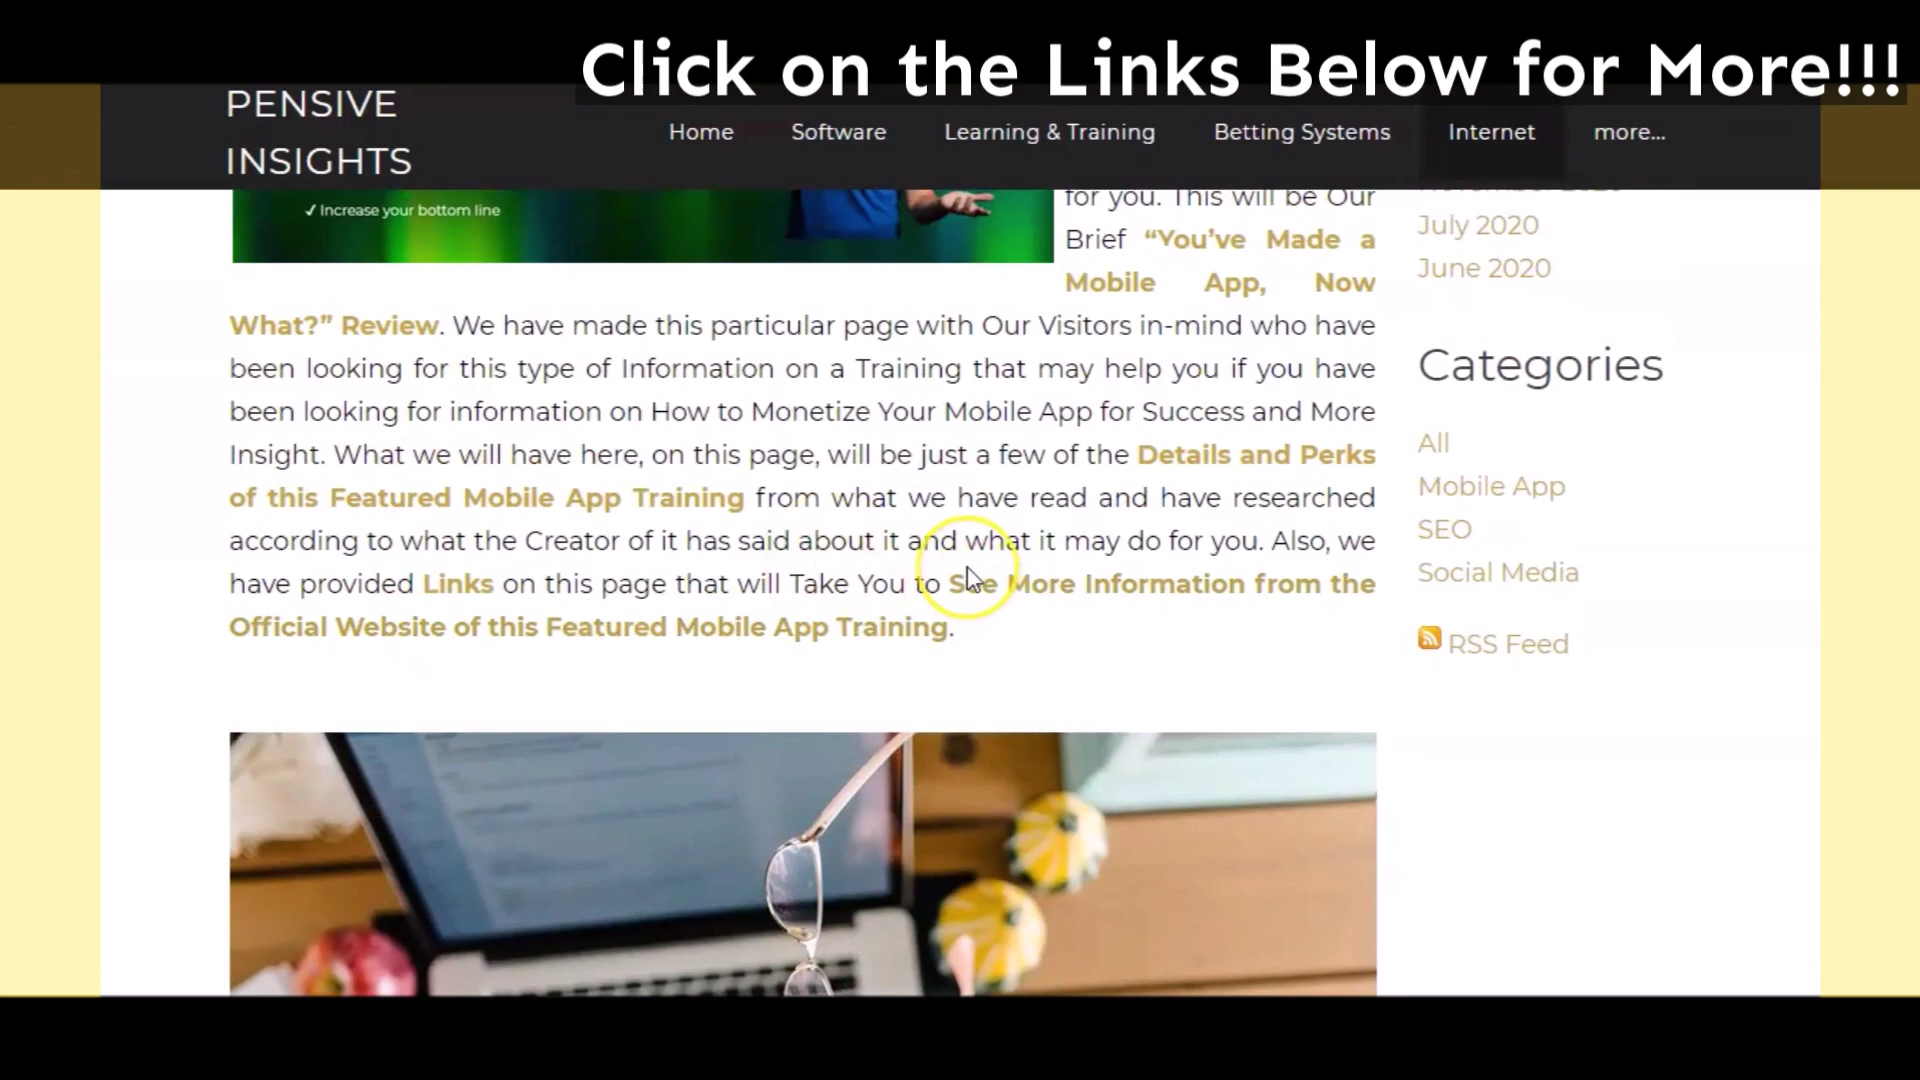 Click on the Links Below for More!!!
PENSIVE
INSIGHTS
Home Software Learning & Training Betting Systems Internet more...
✓ Increase your bottom line
for you. This will be Our
Brief “You’ve Made a
Mobile App, Now
What?” Review. We have made this particular page with Our Visitors in-mind who have
been looking for this type of Information on a Training that may help you if you have
been looking for information on How to Monetize Your Mobile App for Success and More
Insight. What we will have here, on this page, will be just a few of the Details and Perks
of this Featured Mobile App Training from what we have read and have researched
according to what the Creator of it has said about it and what it may do for you. Also, we
have provided Links on this page that will Take You to See More Information from the
Official Website of this Featured Mobile App Training.
July 2020
June 2020
Categories
All
Mobile App
SEO
Social Media
RSS Feed